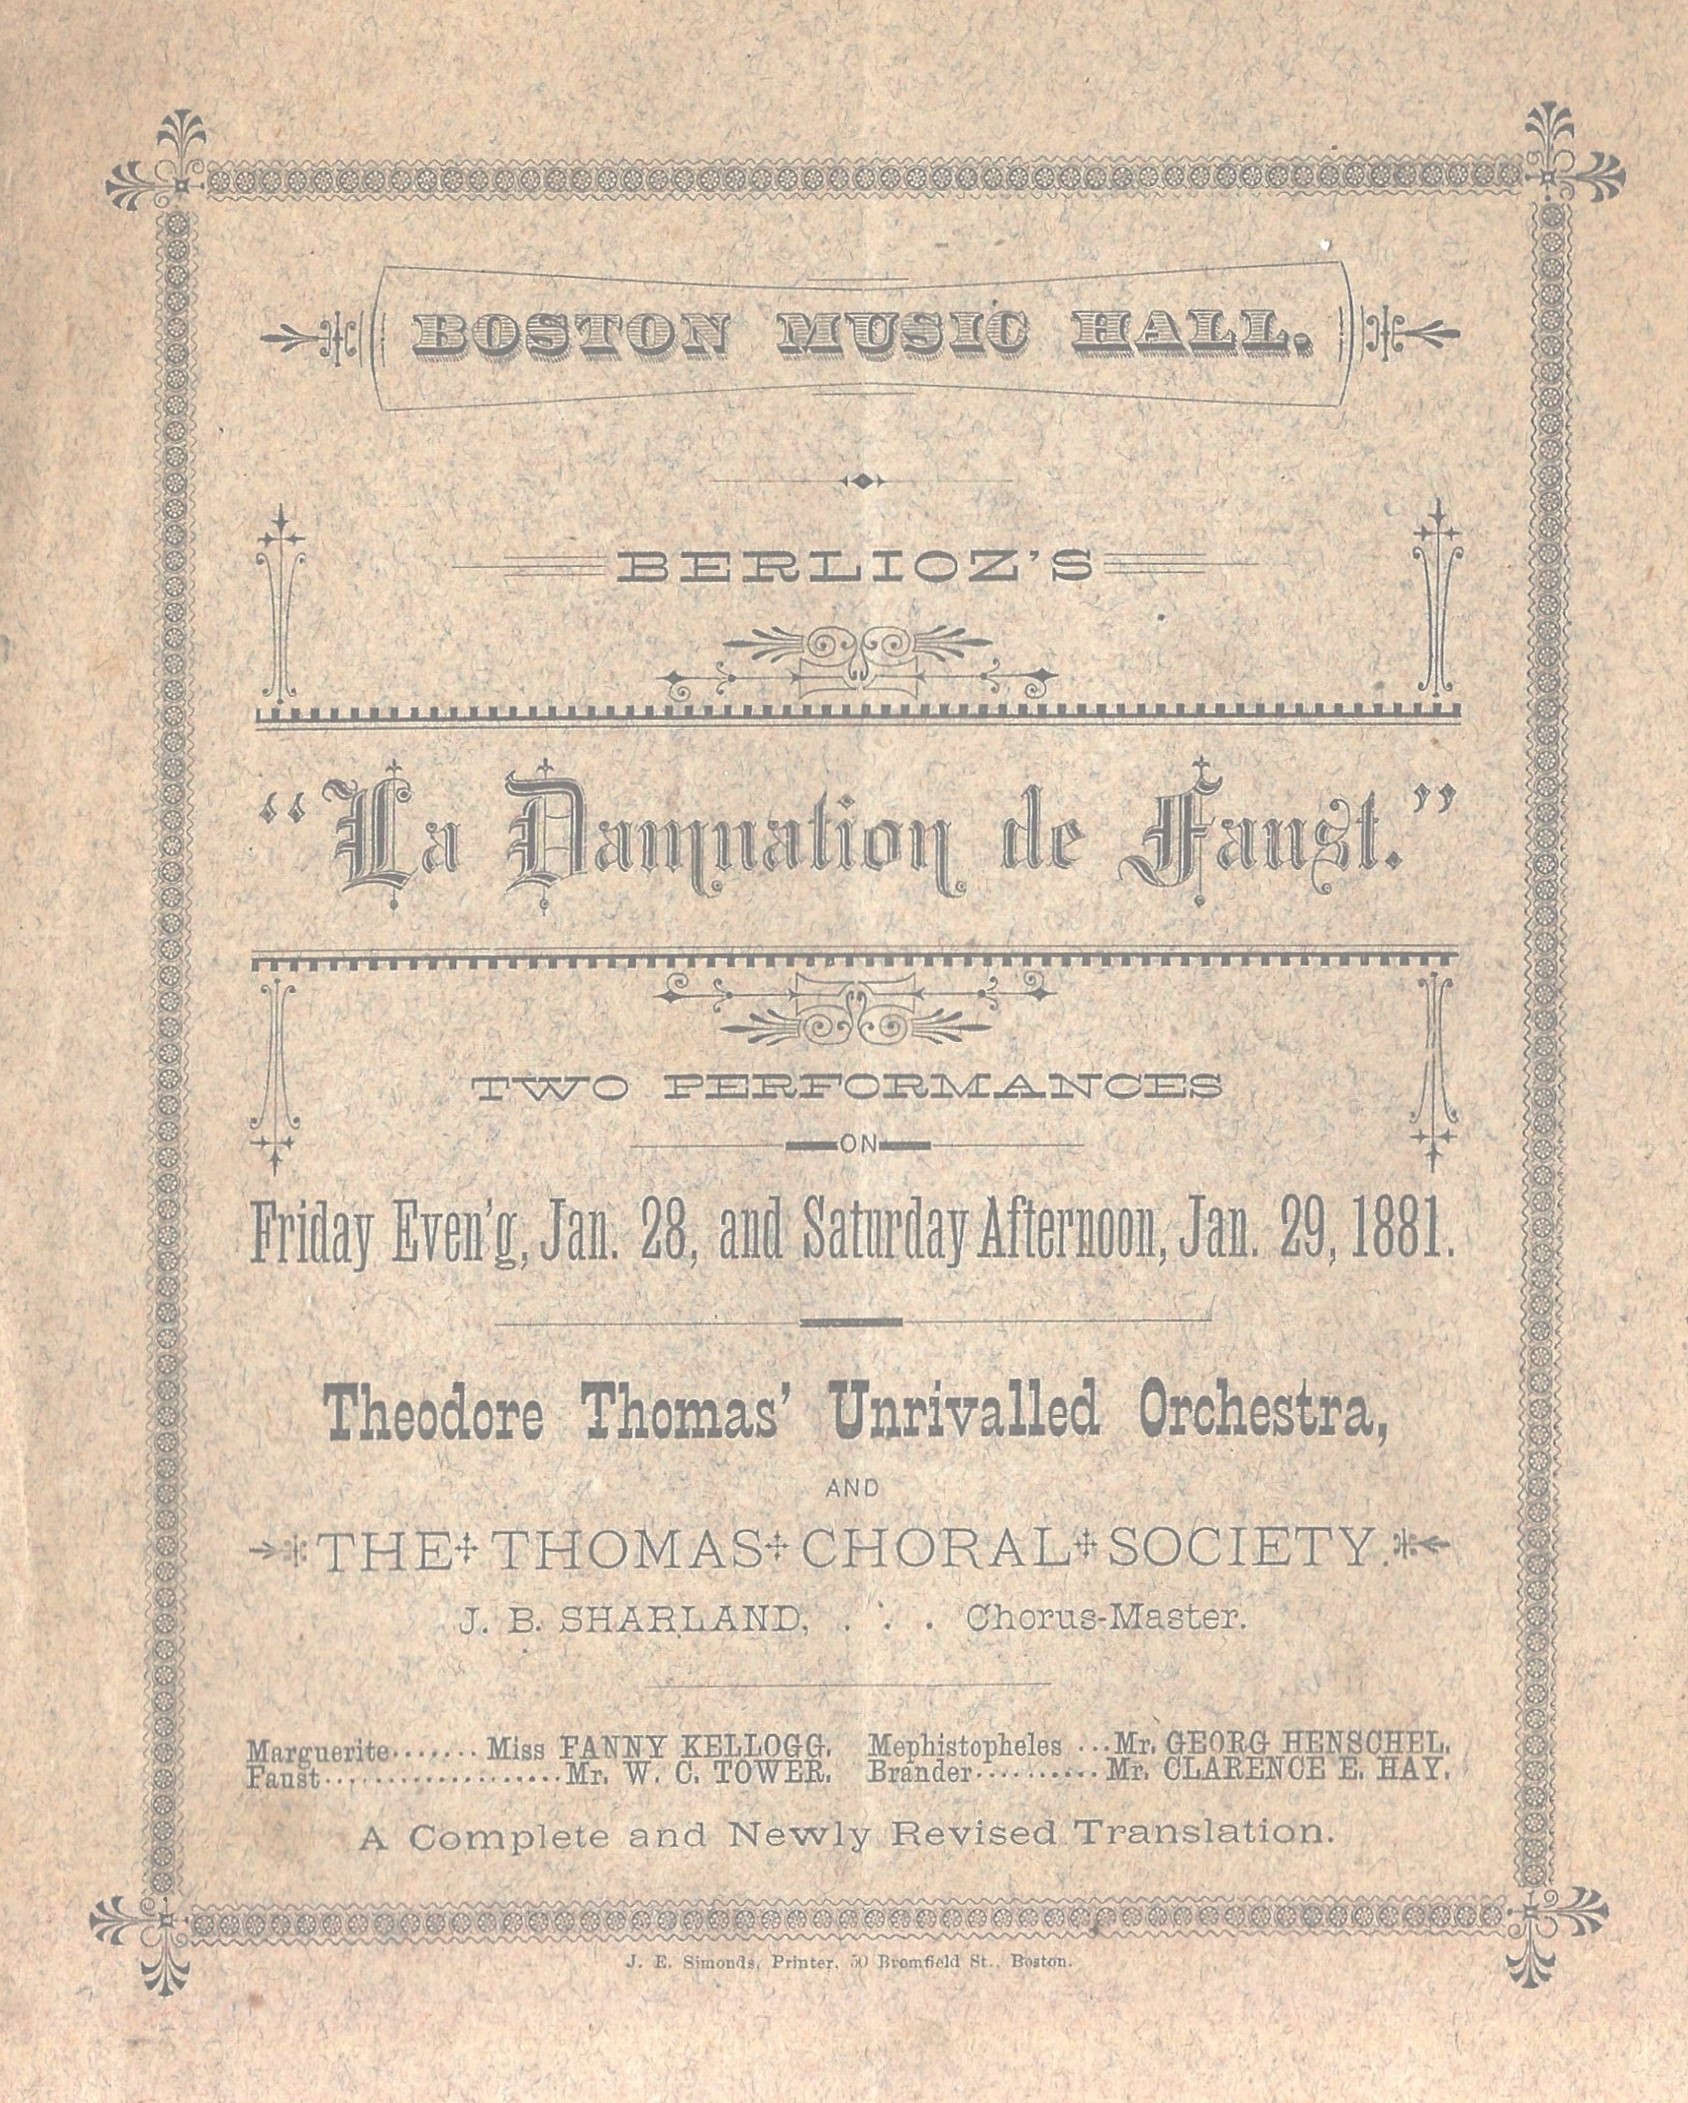 BOSTON MUSIC HALL.
BERLIOZ'S
“La Damnation de Faust.”
TWO PERFORMANCES
ON
Friday Even'g, Jan. 28, and Saturday Afternoon, Jan. 29, 1881.
Theodore Thomas' Unrivalled Orchestra,
AND
THE THOMAS CHORAL SOCIETY.
J. B. SHARLAND, . . . Chorus-Master.
Marguerite....... Miss FANNY KELLOGG. Mephistopheles ...Mr. GEORG HENSCHEL.
Faust....................Mr. W. C. TOWER. Brander..........Mr. CLARENCE E. HAY.
A Complete and Newly Revised Translation.
J. E. Simonds, Printer, 50 Bromfield St., Boston.